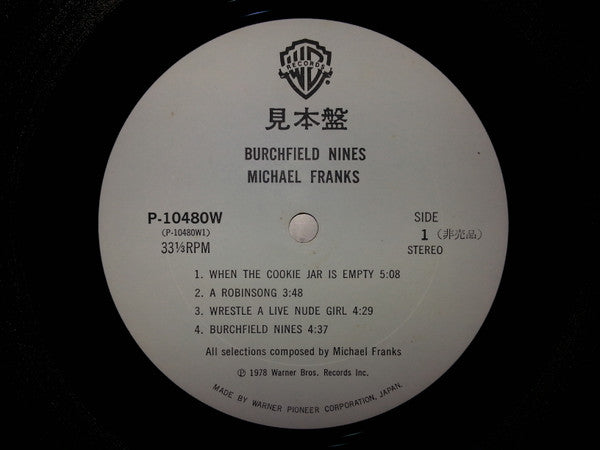 WB
RECORDS
見本盤
BURCHFIELD NINES
MICHAEL FRANKS
P-10480W
(P-10480W1)
33⅓RPM
SIDE
1 (非売品)
STEREO
1. WHEN THE COOKIE JAR IS EMPTY 5:08
2. A ROBINSONG 3:48
3. WRESTLE A LIVE NUDE GIRL 4:29
4. BURCHFIELD NINES 4:37
All selections composed by Michael Franks
℗ 1978 Warner Bros. Records Inc.
MADE BY WARNER PIONEER CORPORATION, JAPAN.